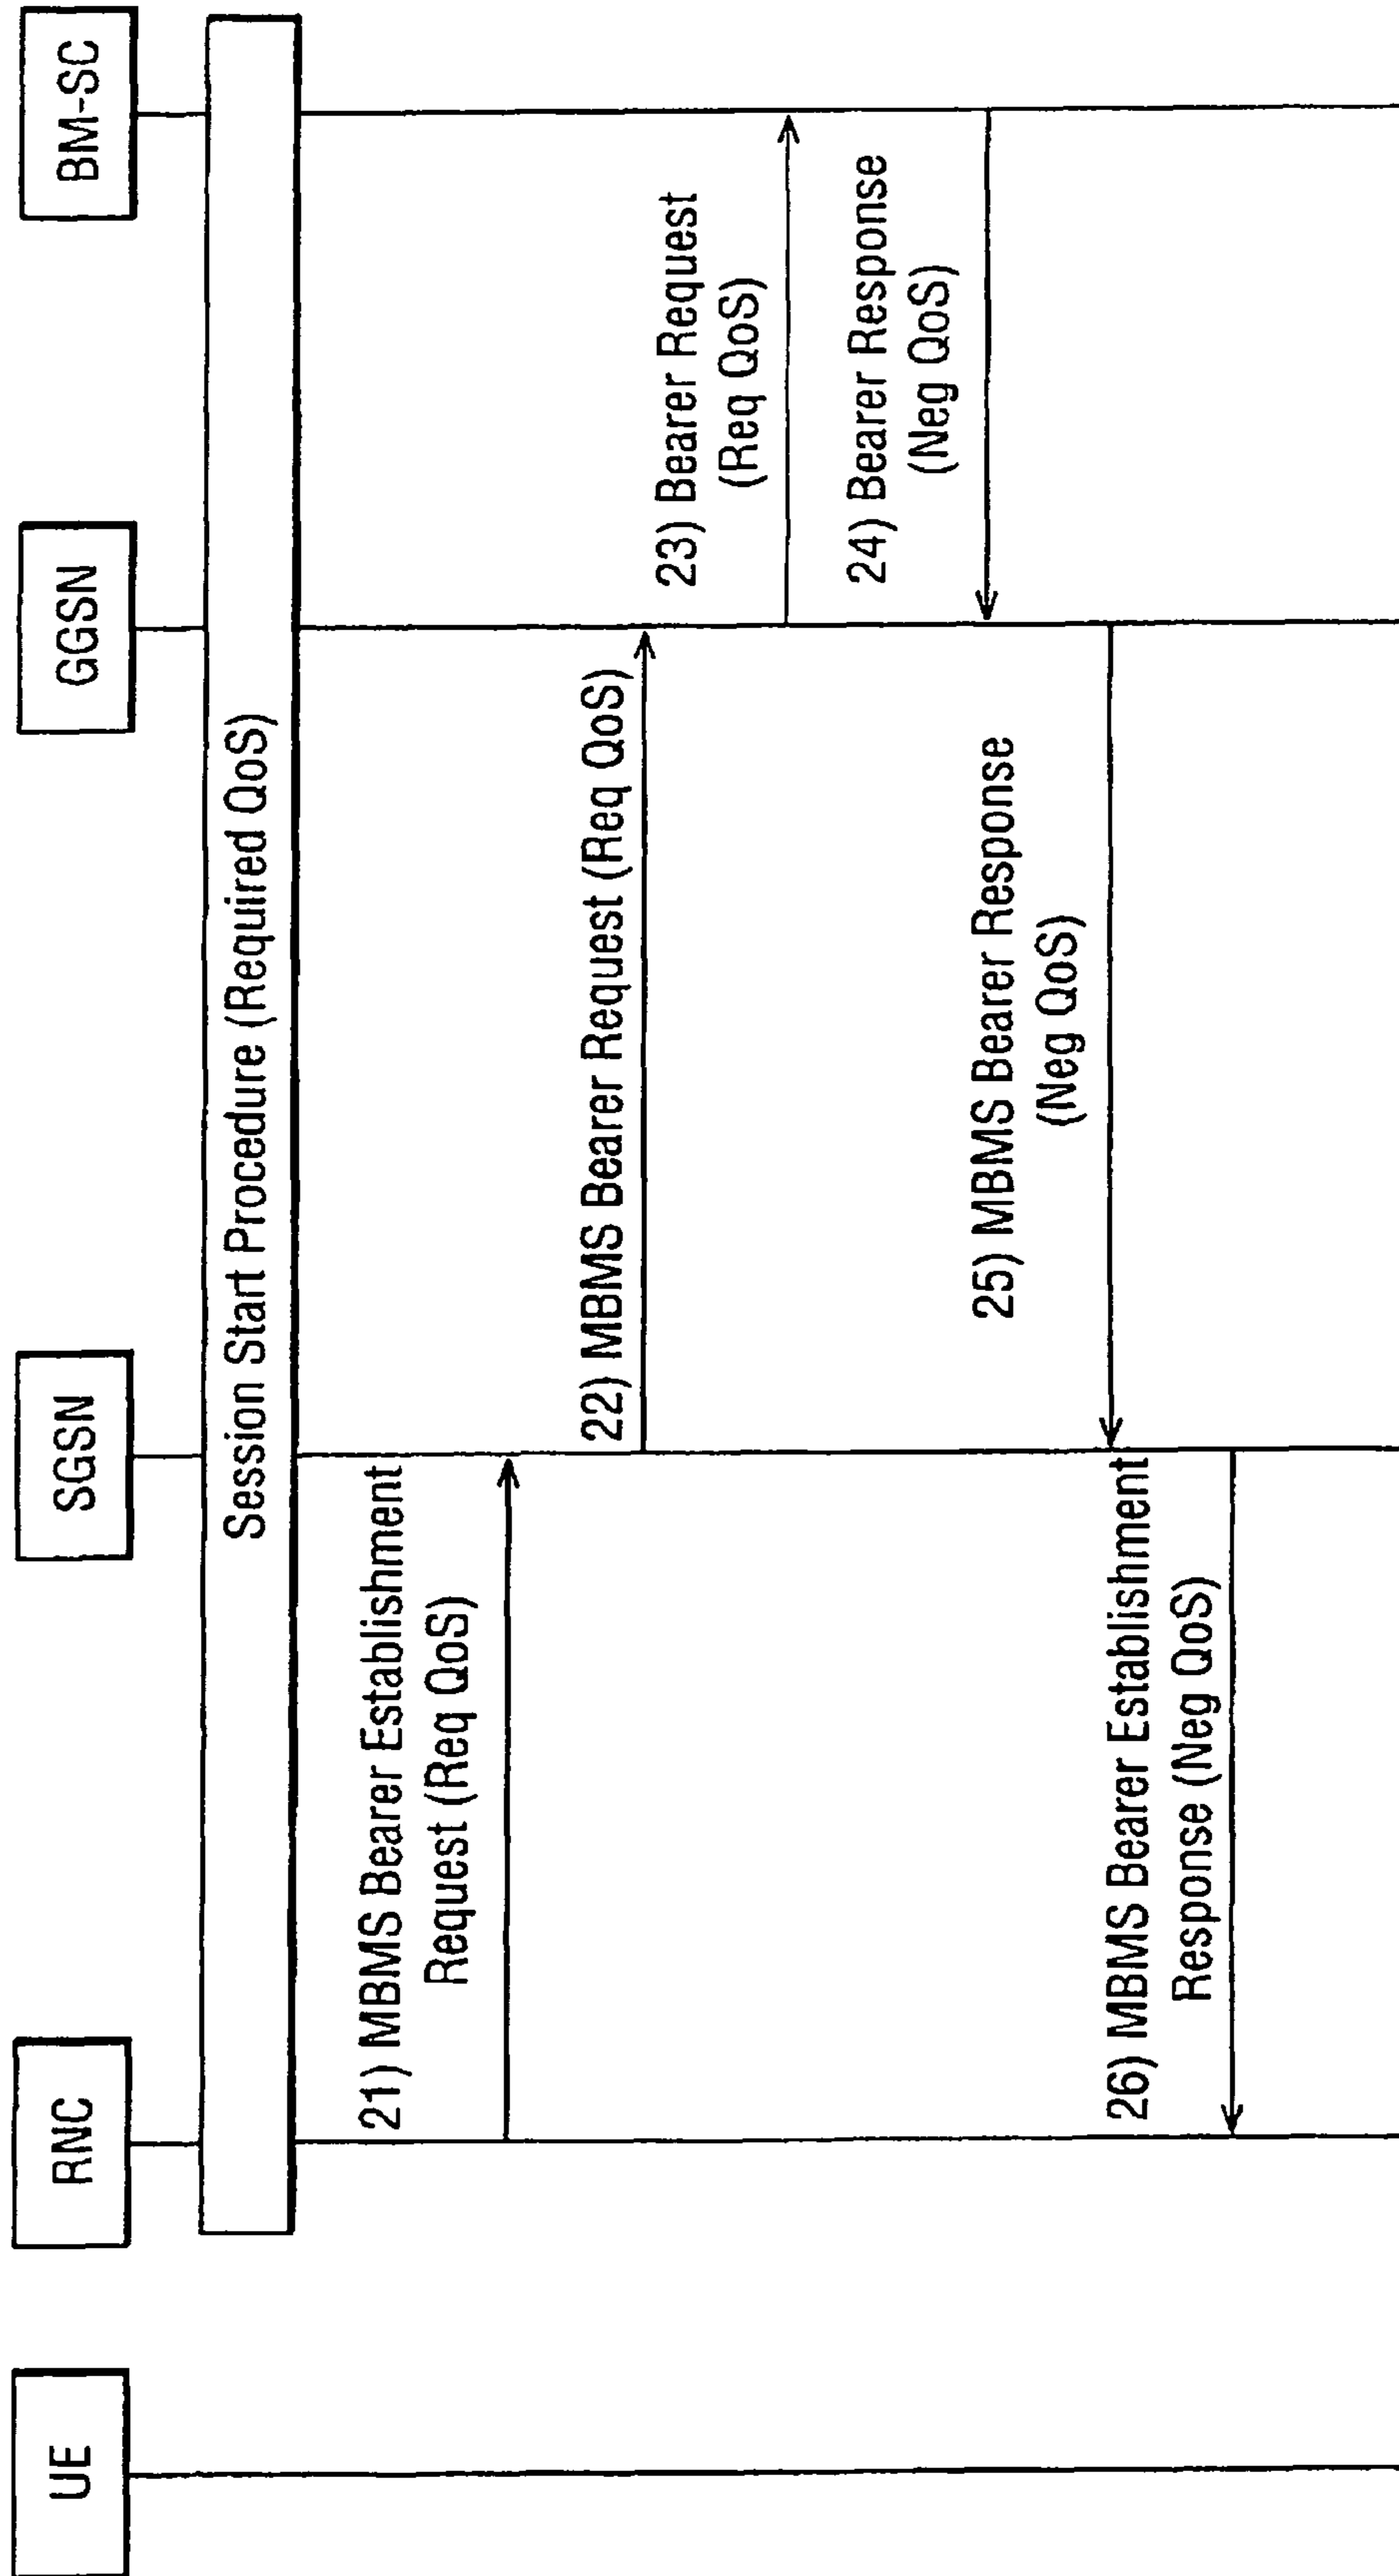 UE
RNC
SGSN
GGSN
BM-SC
Session Start Procedure (Required QoS)
21) MBMS Bearer Establishment
Request (Req QoS)
22) MBMS Bearer Request (Req QoS)
23) Bearer Request
(Req QoS)
24) Bearer Response
(Neg QoS)
25) MBMS Bearer Response
(Neg QoS)
26) MBMS Bearer Establishment
Response (Neg QoS)